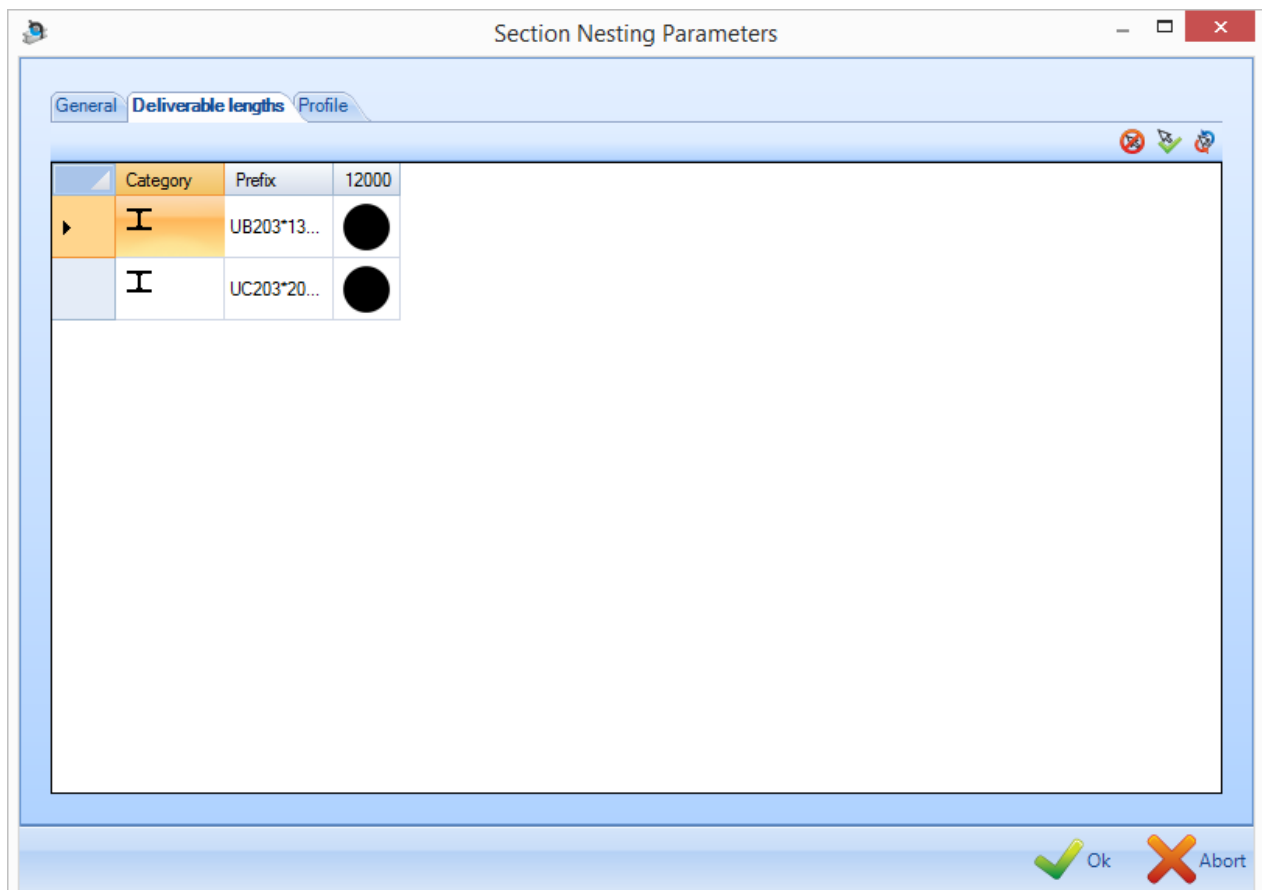 Section Nesting Parameters
General Deliverable lengths Profile
Category Prefix 12000
UB203*13...
UC203*20...
Ok Abort